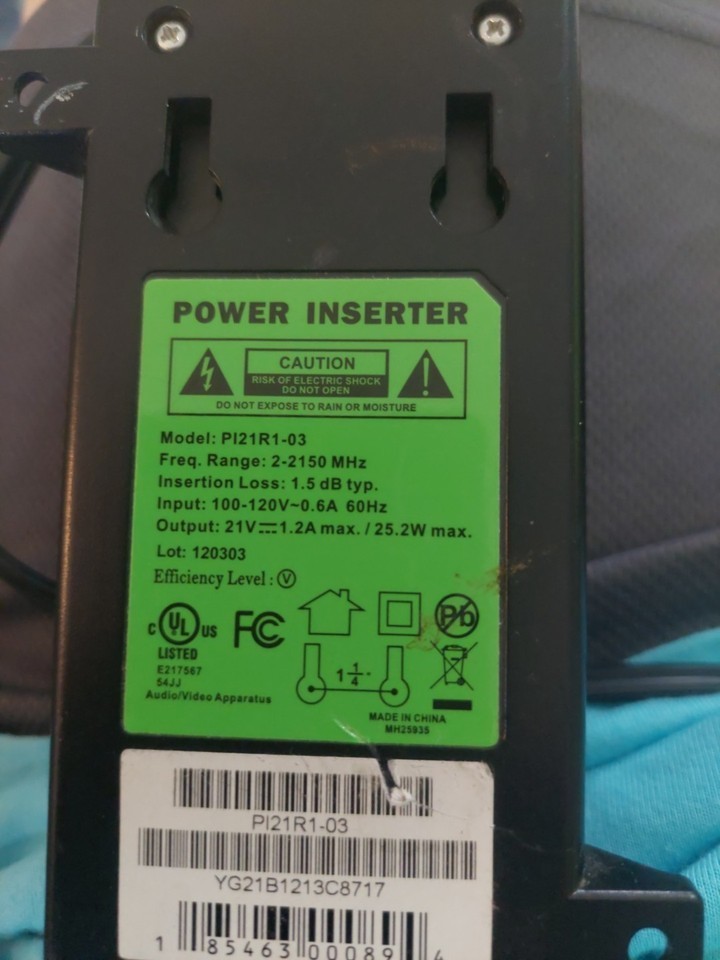 POWER INSERTER
CAUTION
RISK OF ELECTRIC SHOCK
DO NOT OPEN
DO NOT EXPOSE TO RAIN OR MOISTURE
Model: PI21R1-03
Freq. Range: 2-2150 MHz
Insertion Loss: 1.5 dB typ.
Input: 100-120V~0.6A 60Hz
Output: 21V⎓1.2A max. / 25.2W max.
Lot: 120303
Efficiency Level : Ⓥ
C UL US FC Pb
LISTED
E217567
54JJ
Audio/Video Apparatus
1 1/4"
MADE IN CHINA
MH25935
PI21R1-03
YG21B1213C8717
1 85463 00089 4